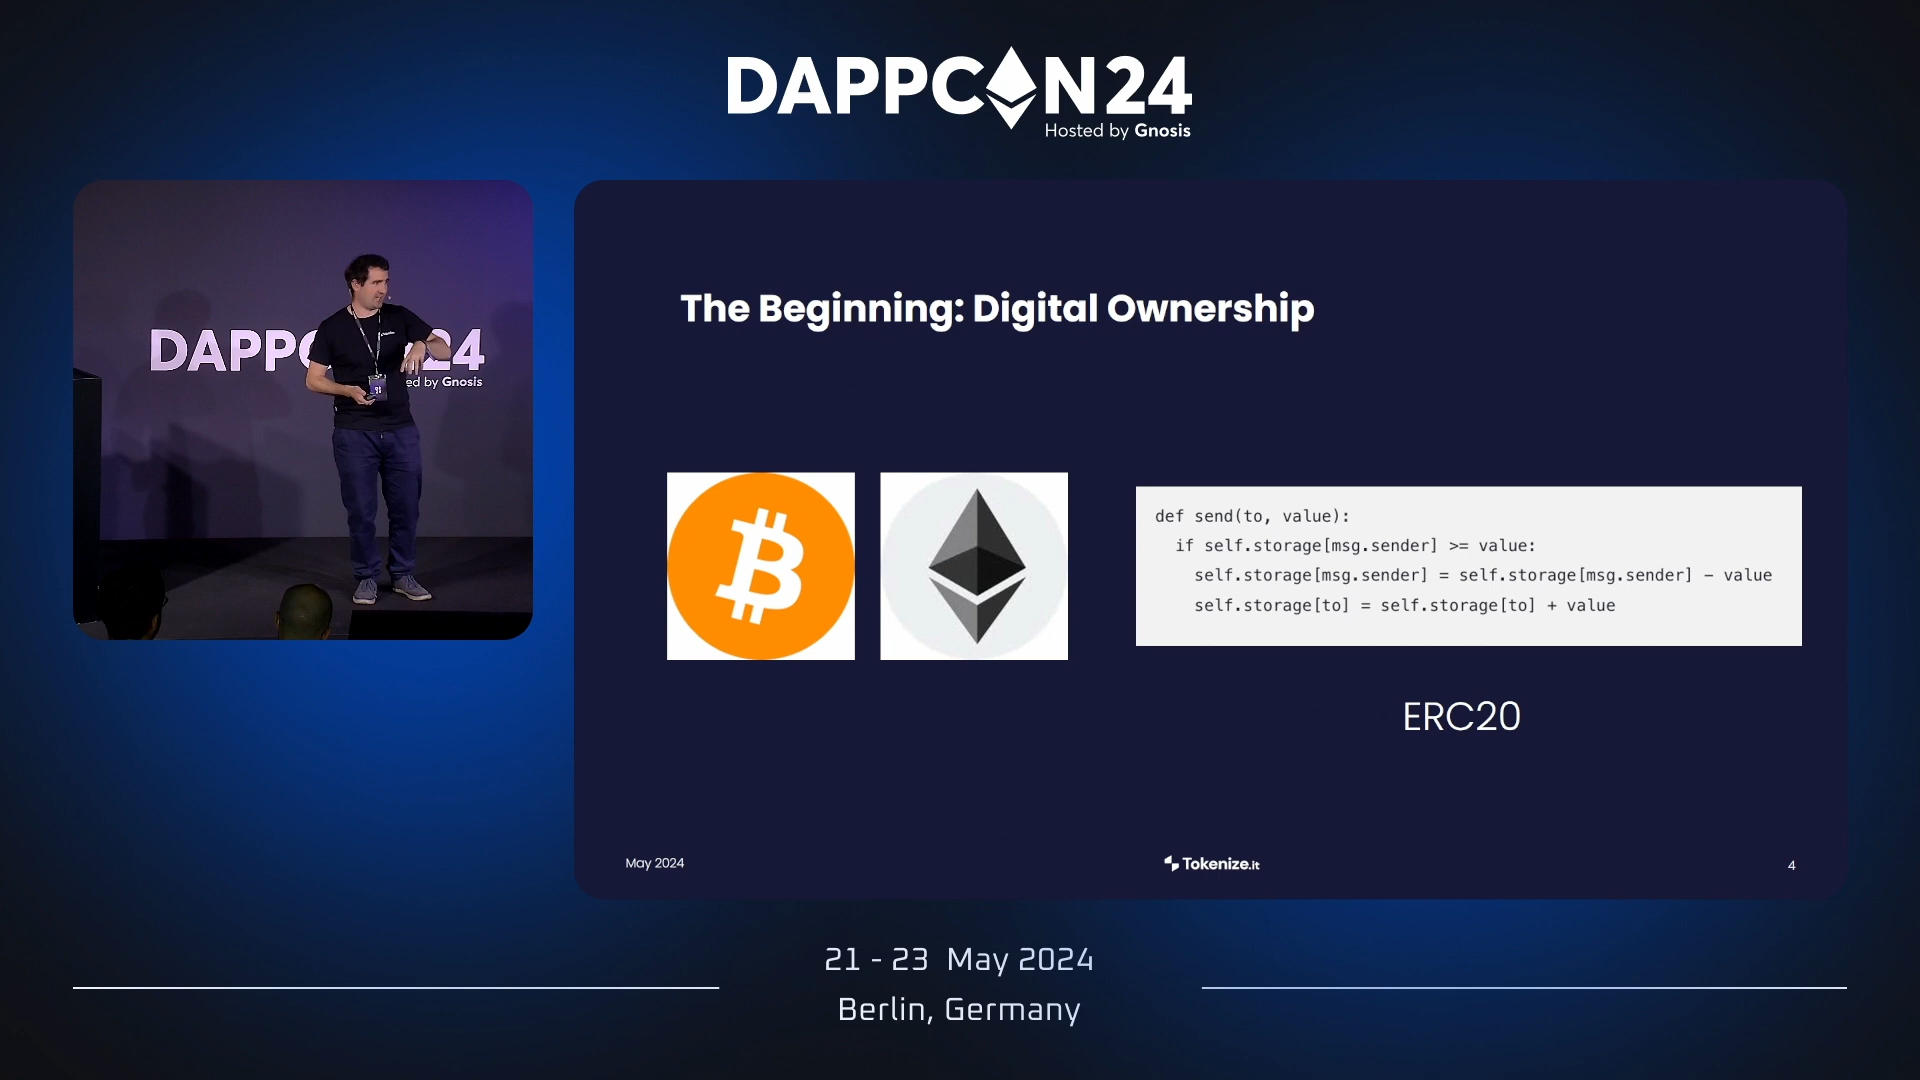 DAPPCON24
Hosted by Gnosis
DAPPC 24
ed by Gnosis
The Beginning: Digital Ownership
def send(to, value):
if self.storage[msg.sender] >= value:
self.storage[msg.sender] = self.storage[msg.sender] - value
self.storage[to] = self.storage[to] + value
ERC20
May 2024
Tokenize.it
4
21 - 23 May 2024
Berlin, Germany